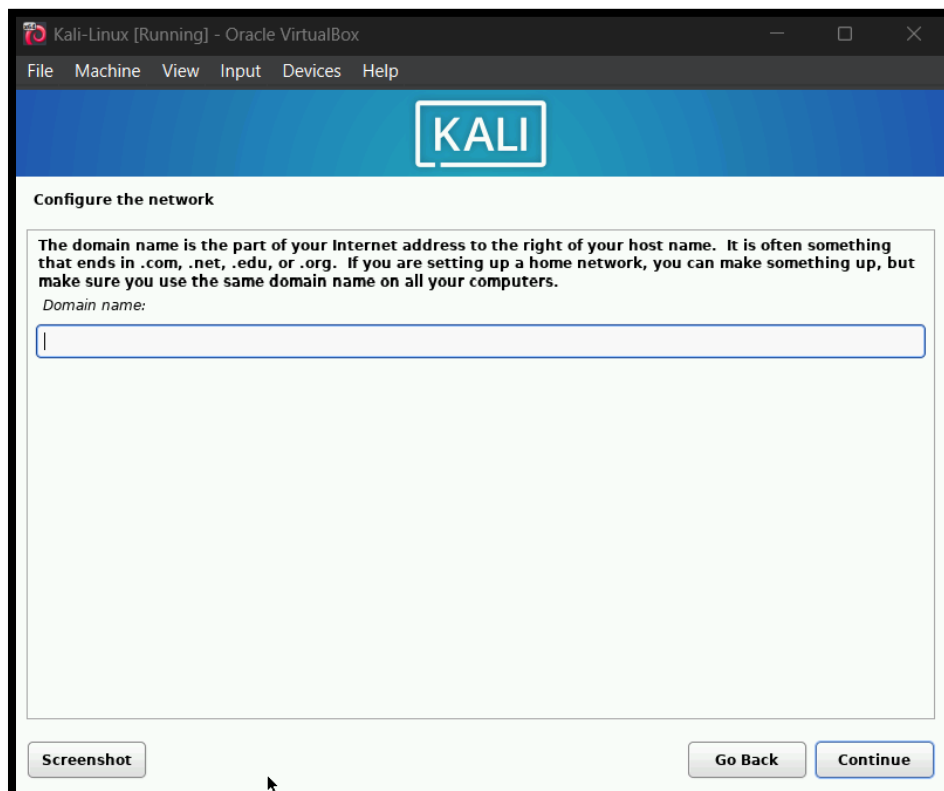 Kali-Linux [Running] - Oracle VirtualBox
File Machine View Input Devices Help
KALI
Configure the network
The domain name is the part of your Internet address to the right of your host name. It is often something
that ends in .com, .net, .edu, or .org. If you are setting up a home network, you can make something up, but
make sure you use the same domain name on all your computers.
Domain name:
Screenshot Go Back Continue